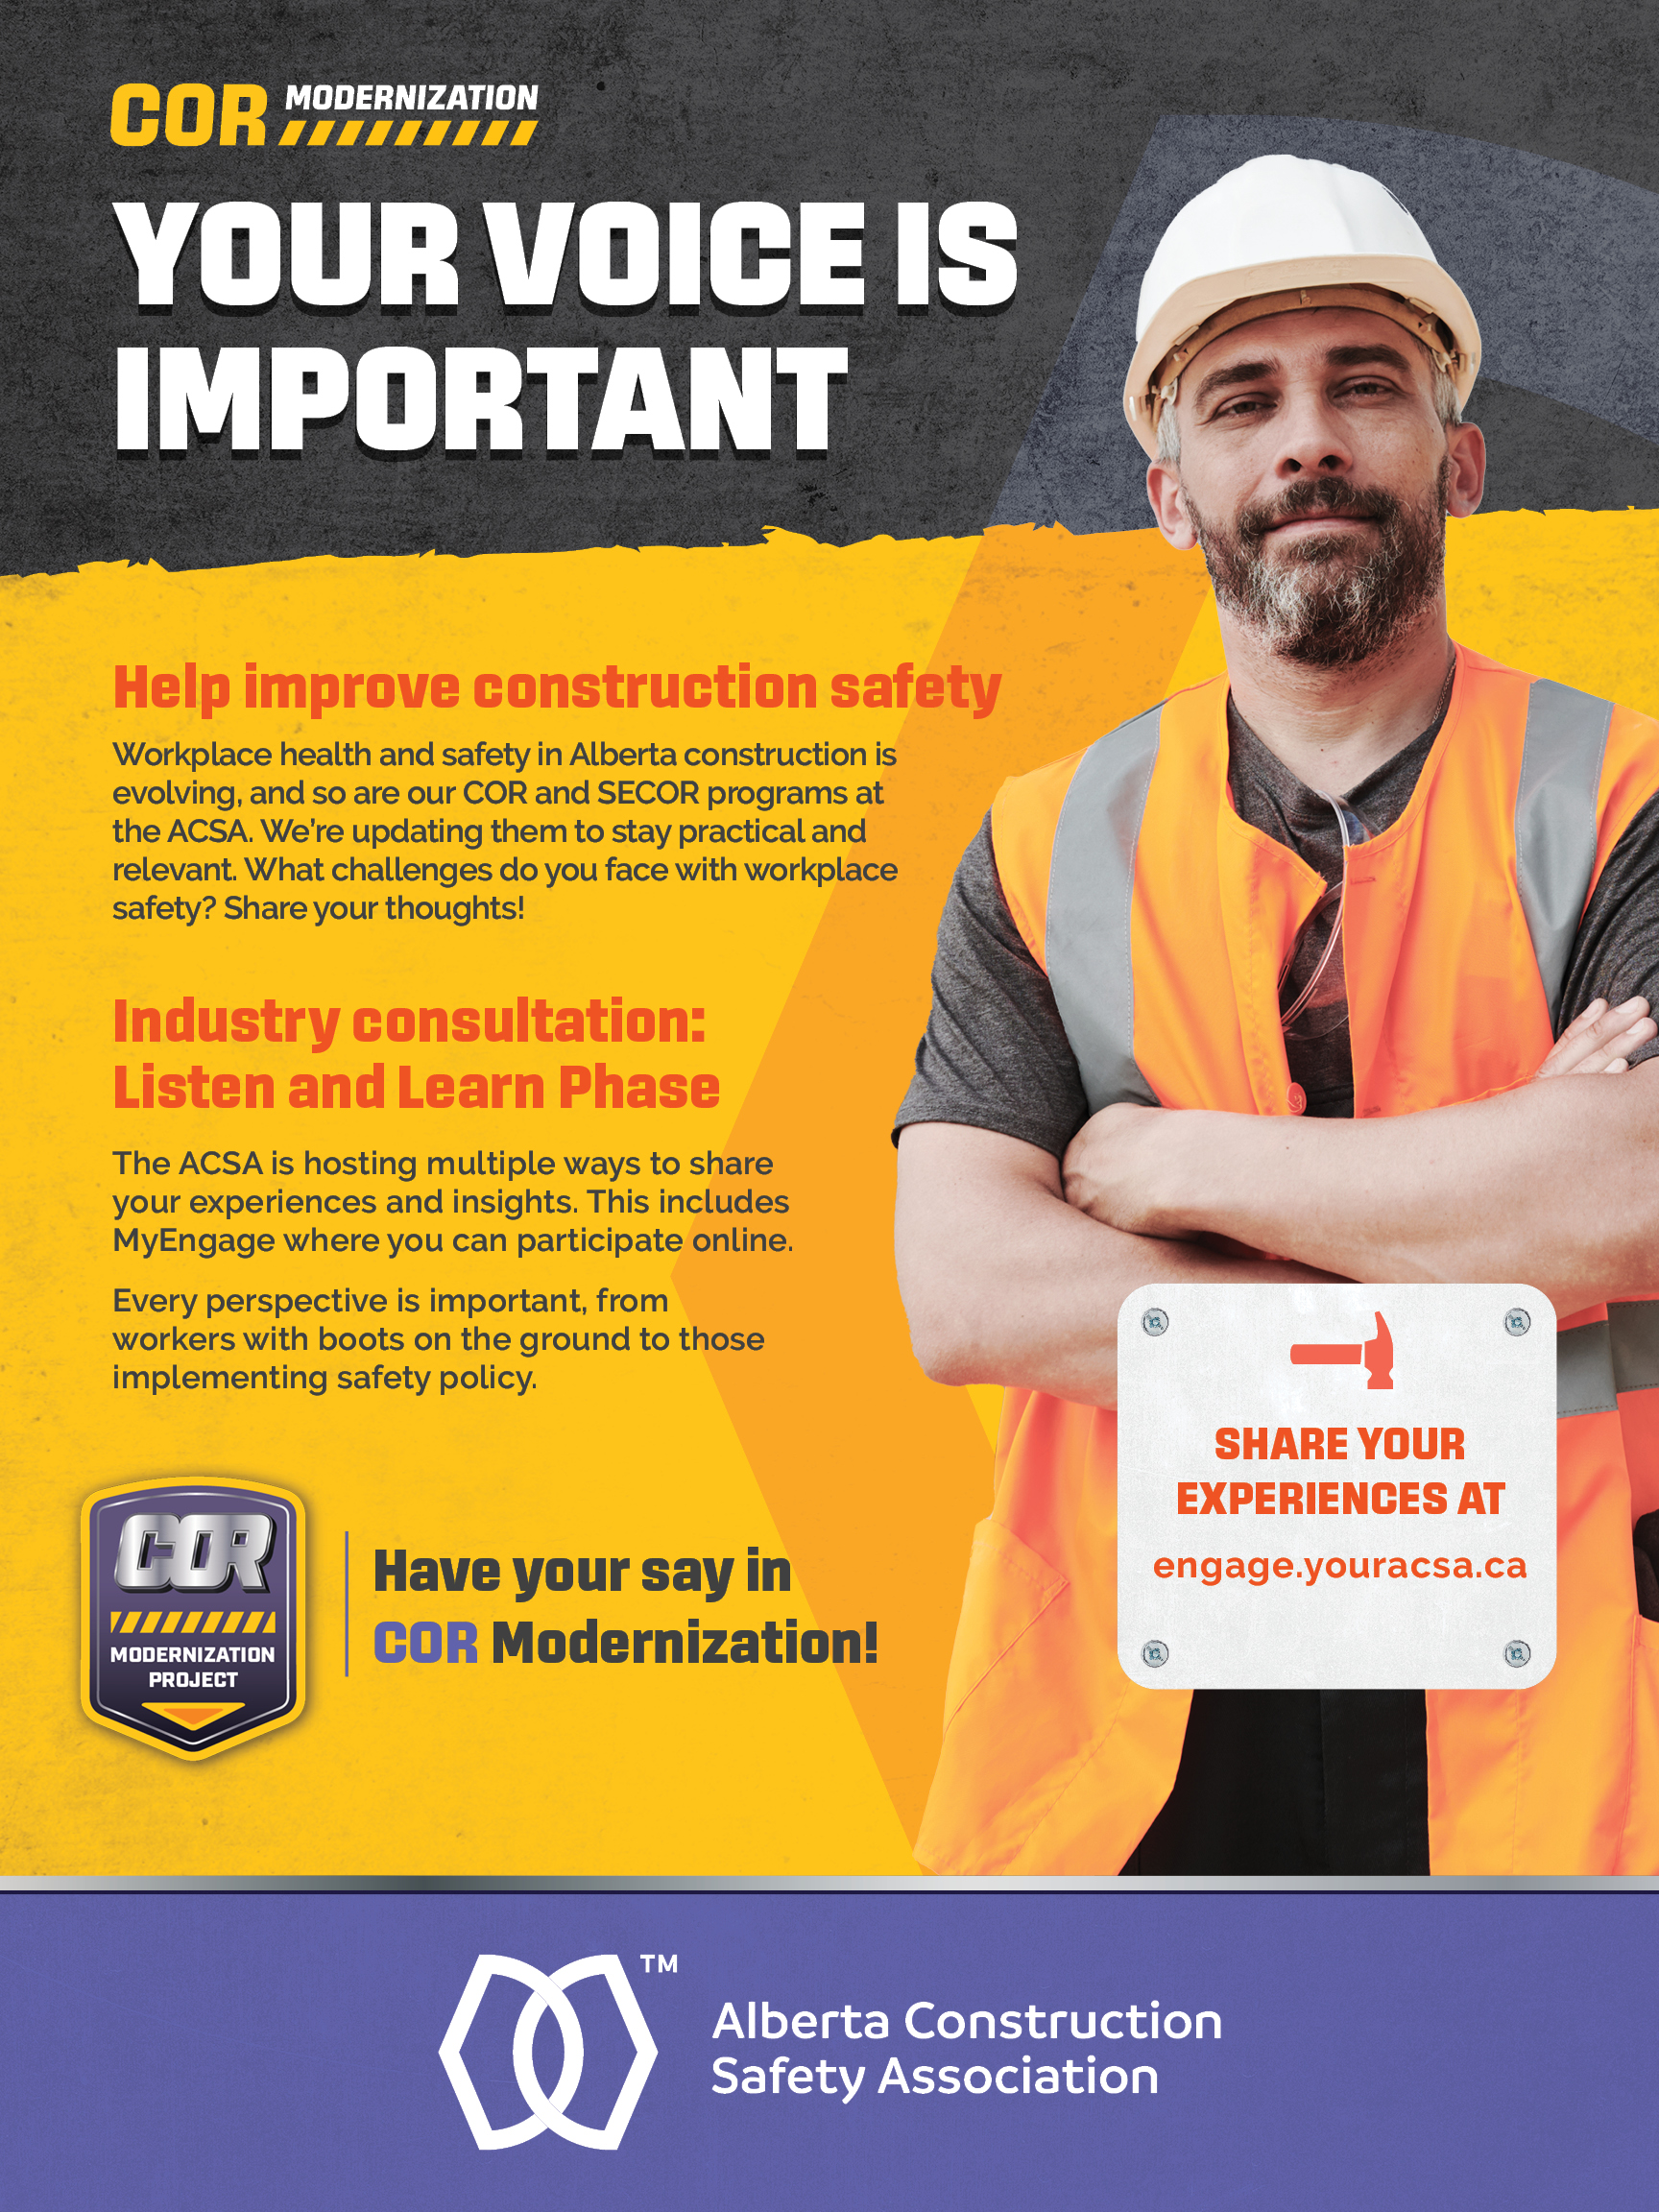 COR MODERNIZATION
YOUR VOICE IS
IMPORTANT
Help improve construction safety
Workplace health and safety in Alberta construction is
evolving, and so are our COR and SECOR programs at
the ACSA. We’re updating them to stay practical and
relevant. What challenges do you face with workplace
safety? Share your thoughts!
Industry consultation:
Listen and Learn Phase
The ACSA is hosting multiple ways to share
your experiences and insights. This includes
MyEngage where you can participate online.
Every perspective is important, from
workers with boots on the ground to those
implementing safety policy.
SHARE YOUR
EXPERIENCES AT
engage.youracsa.ca
COR
MODERNIZATION
PROJECT
Have your say in
COR Modernization!
TM
Alberta Construction
Safety Association